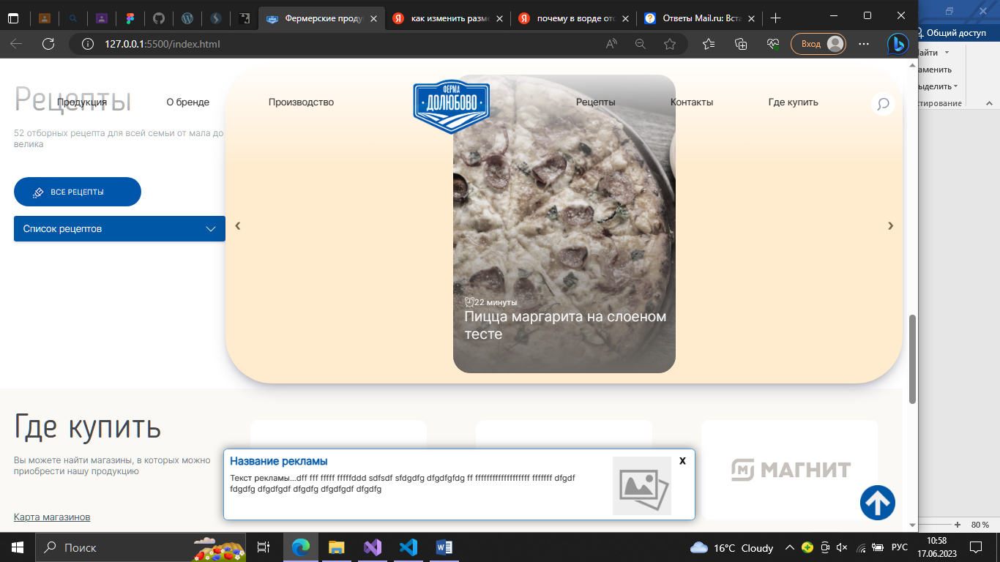 Фермерские проду
как изменить разме
почему в ворде отс
Ответы Mail.ru: Вста
127.0.0.1:5500/index.html
Вход
Общий доступ
Найти
аменить
ыделить
стирование
Рецепты
Продукция
О бренде
Производство
ФЕРМА
ДОЛЮБОВО
Рецепты
Контакты
Где купить
52 отборных рецепта для всей семьи от мала до
велика
ВСЕ РЕЦЕПТЫ
Список рецептов
‹
›
22 минуты
Пицца маргарита на слоеном
тесте
Где купить
Вы можете найти магазины, в которых можно
приобрести нашу продукцию
Карта магазинов
Название рекламы
X
Текст рекламы...dff fff fffff fffffddd sdfsdf sfdgdfg dfgdfgfdg ff fffffffffffffffffff fffffff dfgdf
fdgdfg dfgdfgdf dfgdfg dfgdfgdf dfgdfg
МАГНИТ
80 %
Поиск
16°C Cloudy
РУС
10:58
17.06.2023